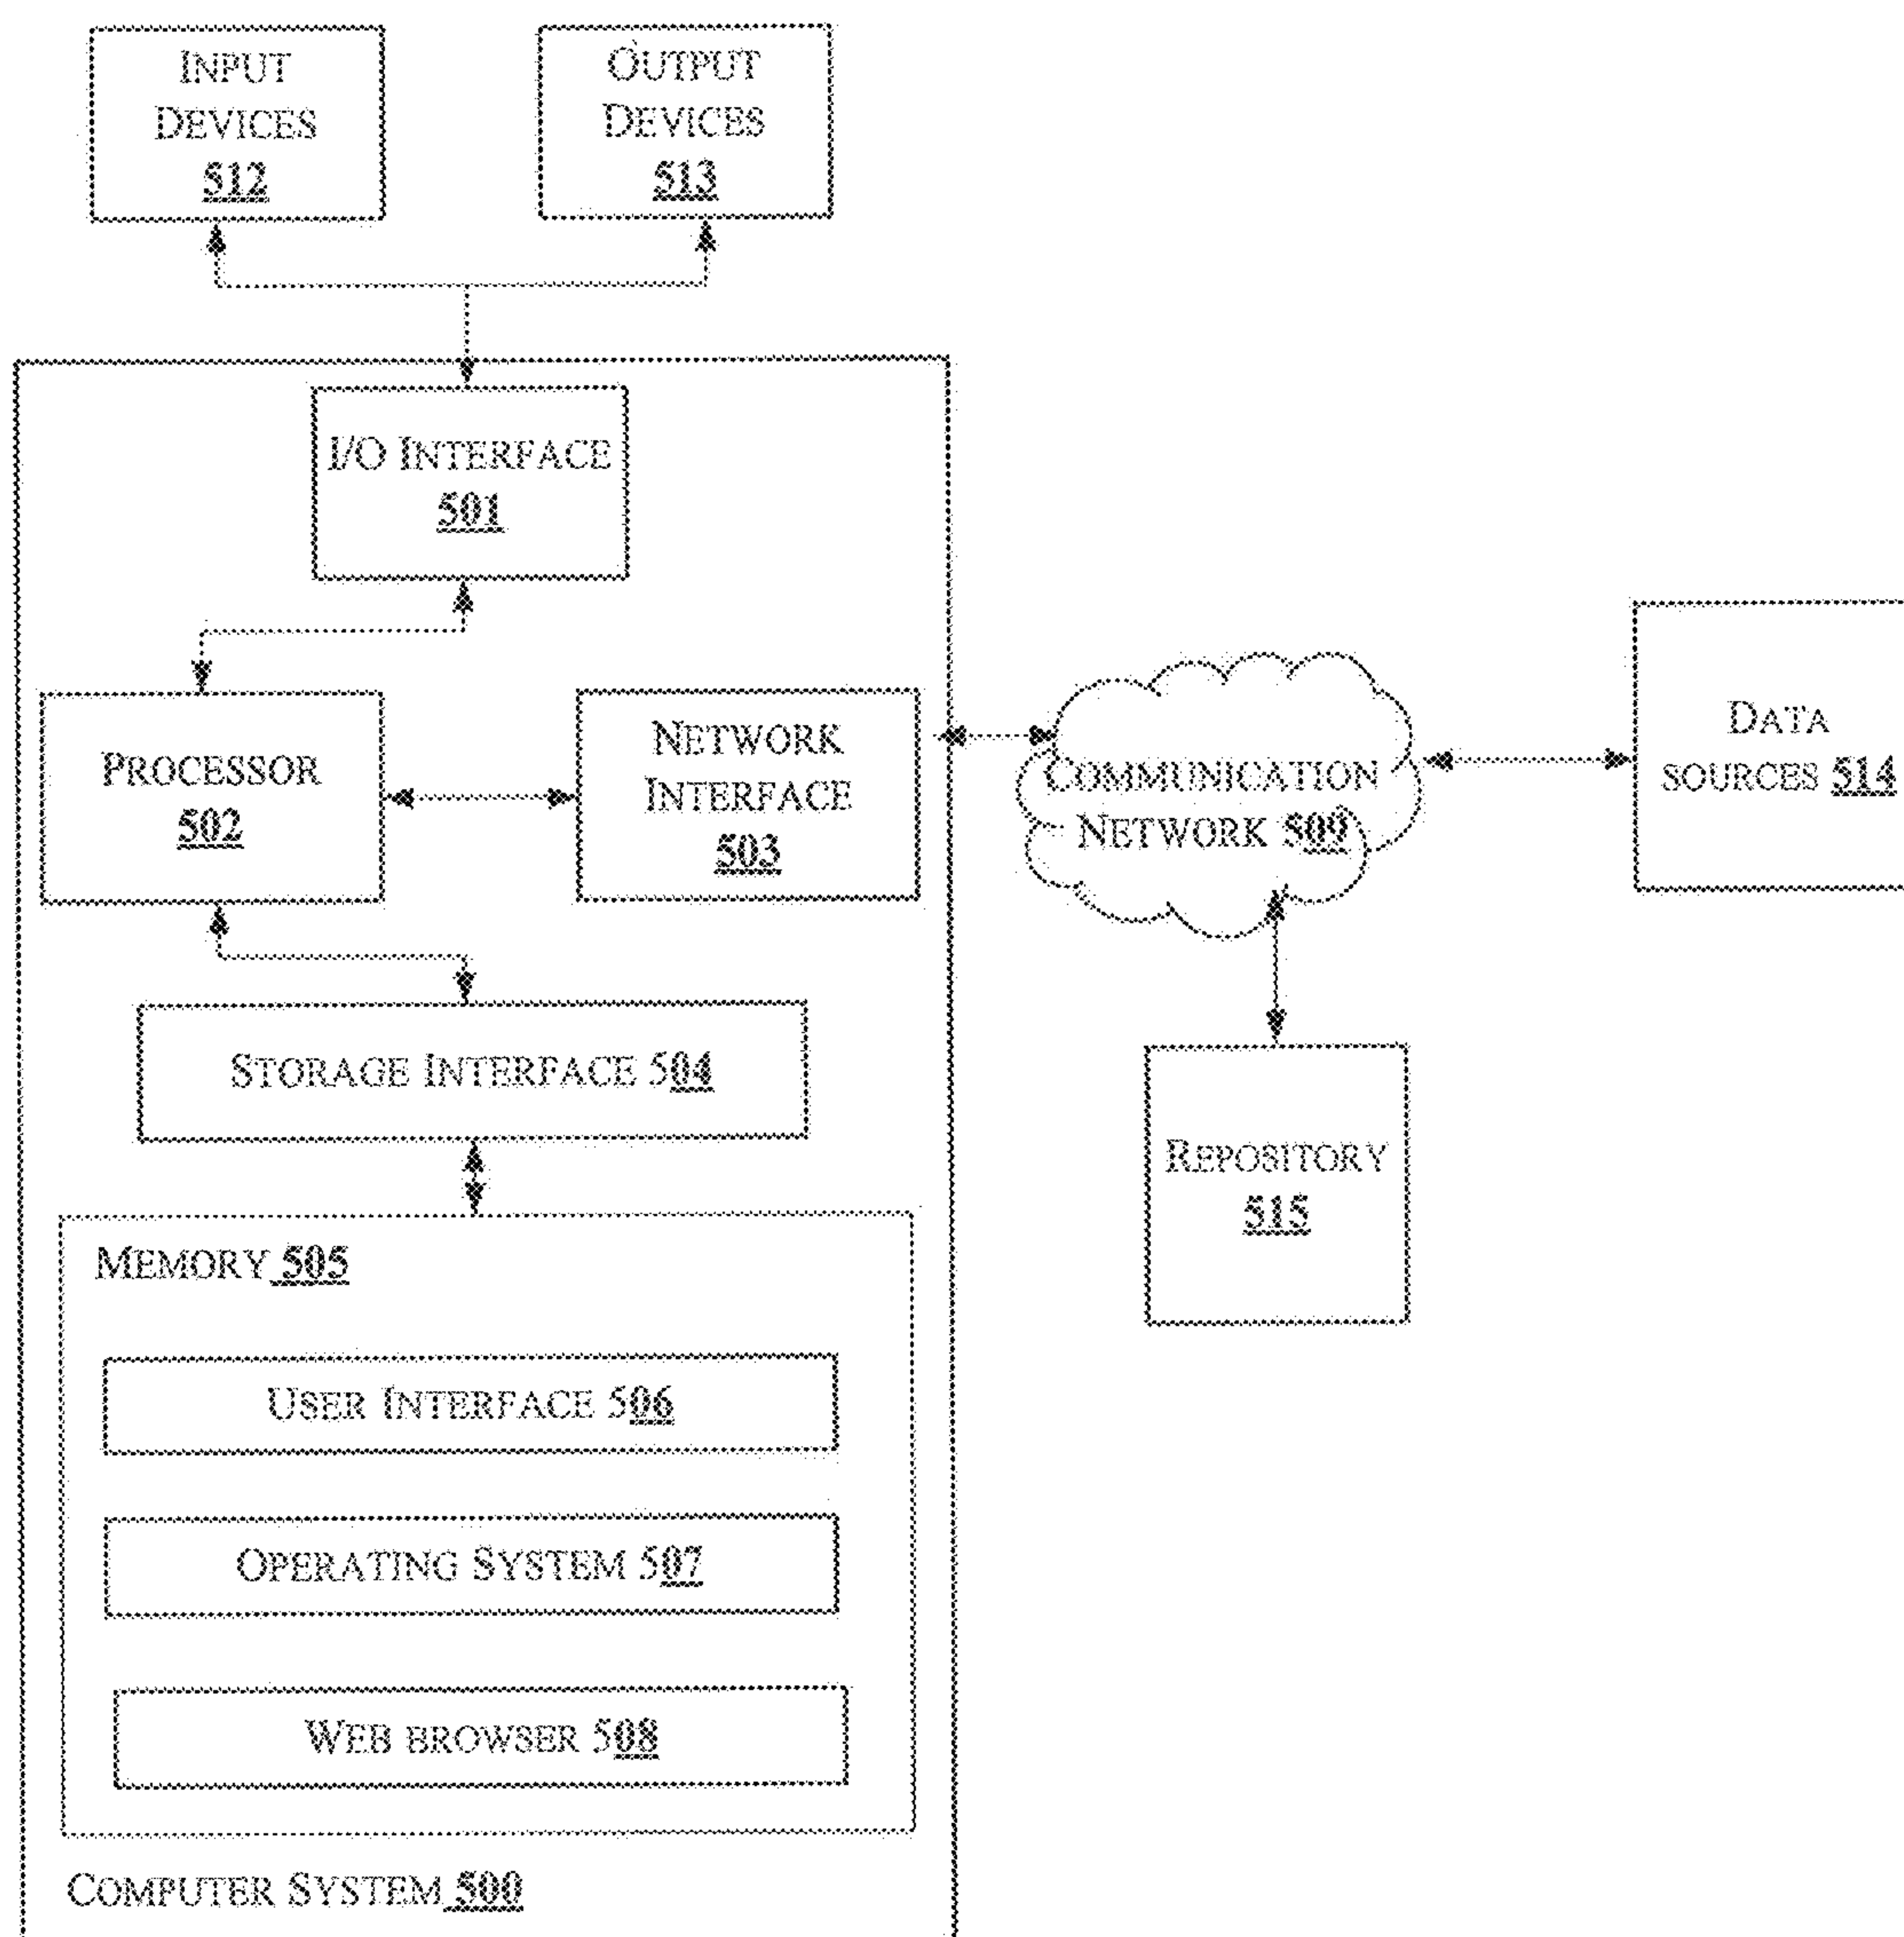 INPUT
DEVICES
512
OUTPUT
DEVICES
513
I/O INTERFACE
501
PROCESSOR
502
NETWORK
INTERFACE
503
COMMUNICATION
NETWORK 509
DATA
SOURCES 514
STORAGE INTERFACE 504
REPOSITORY
515
MEMORY 505
USER INTERFACE 506
OPERATING SYSTEM 507
WEB BROWSER 508
COMPUTER SYSTEM 500